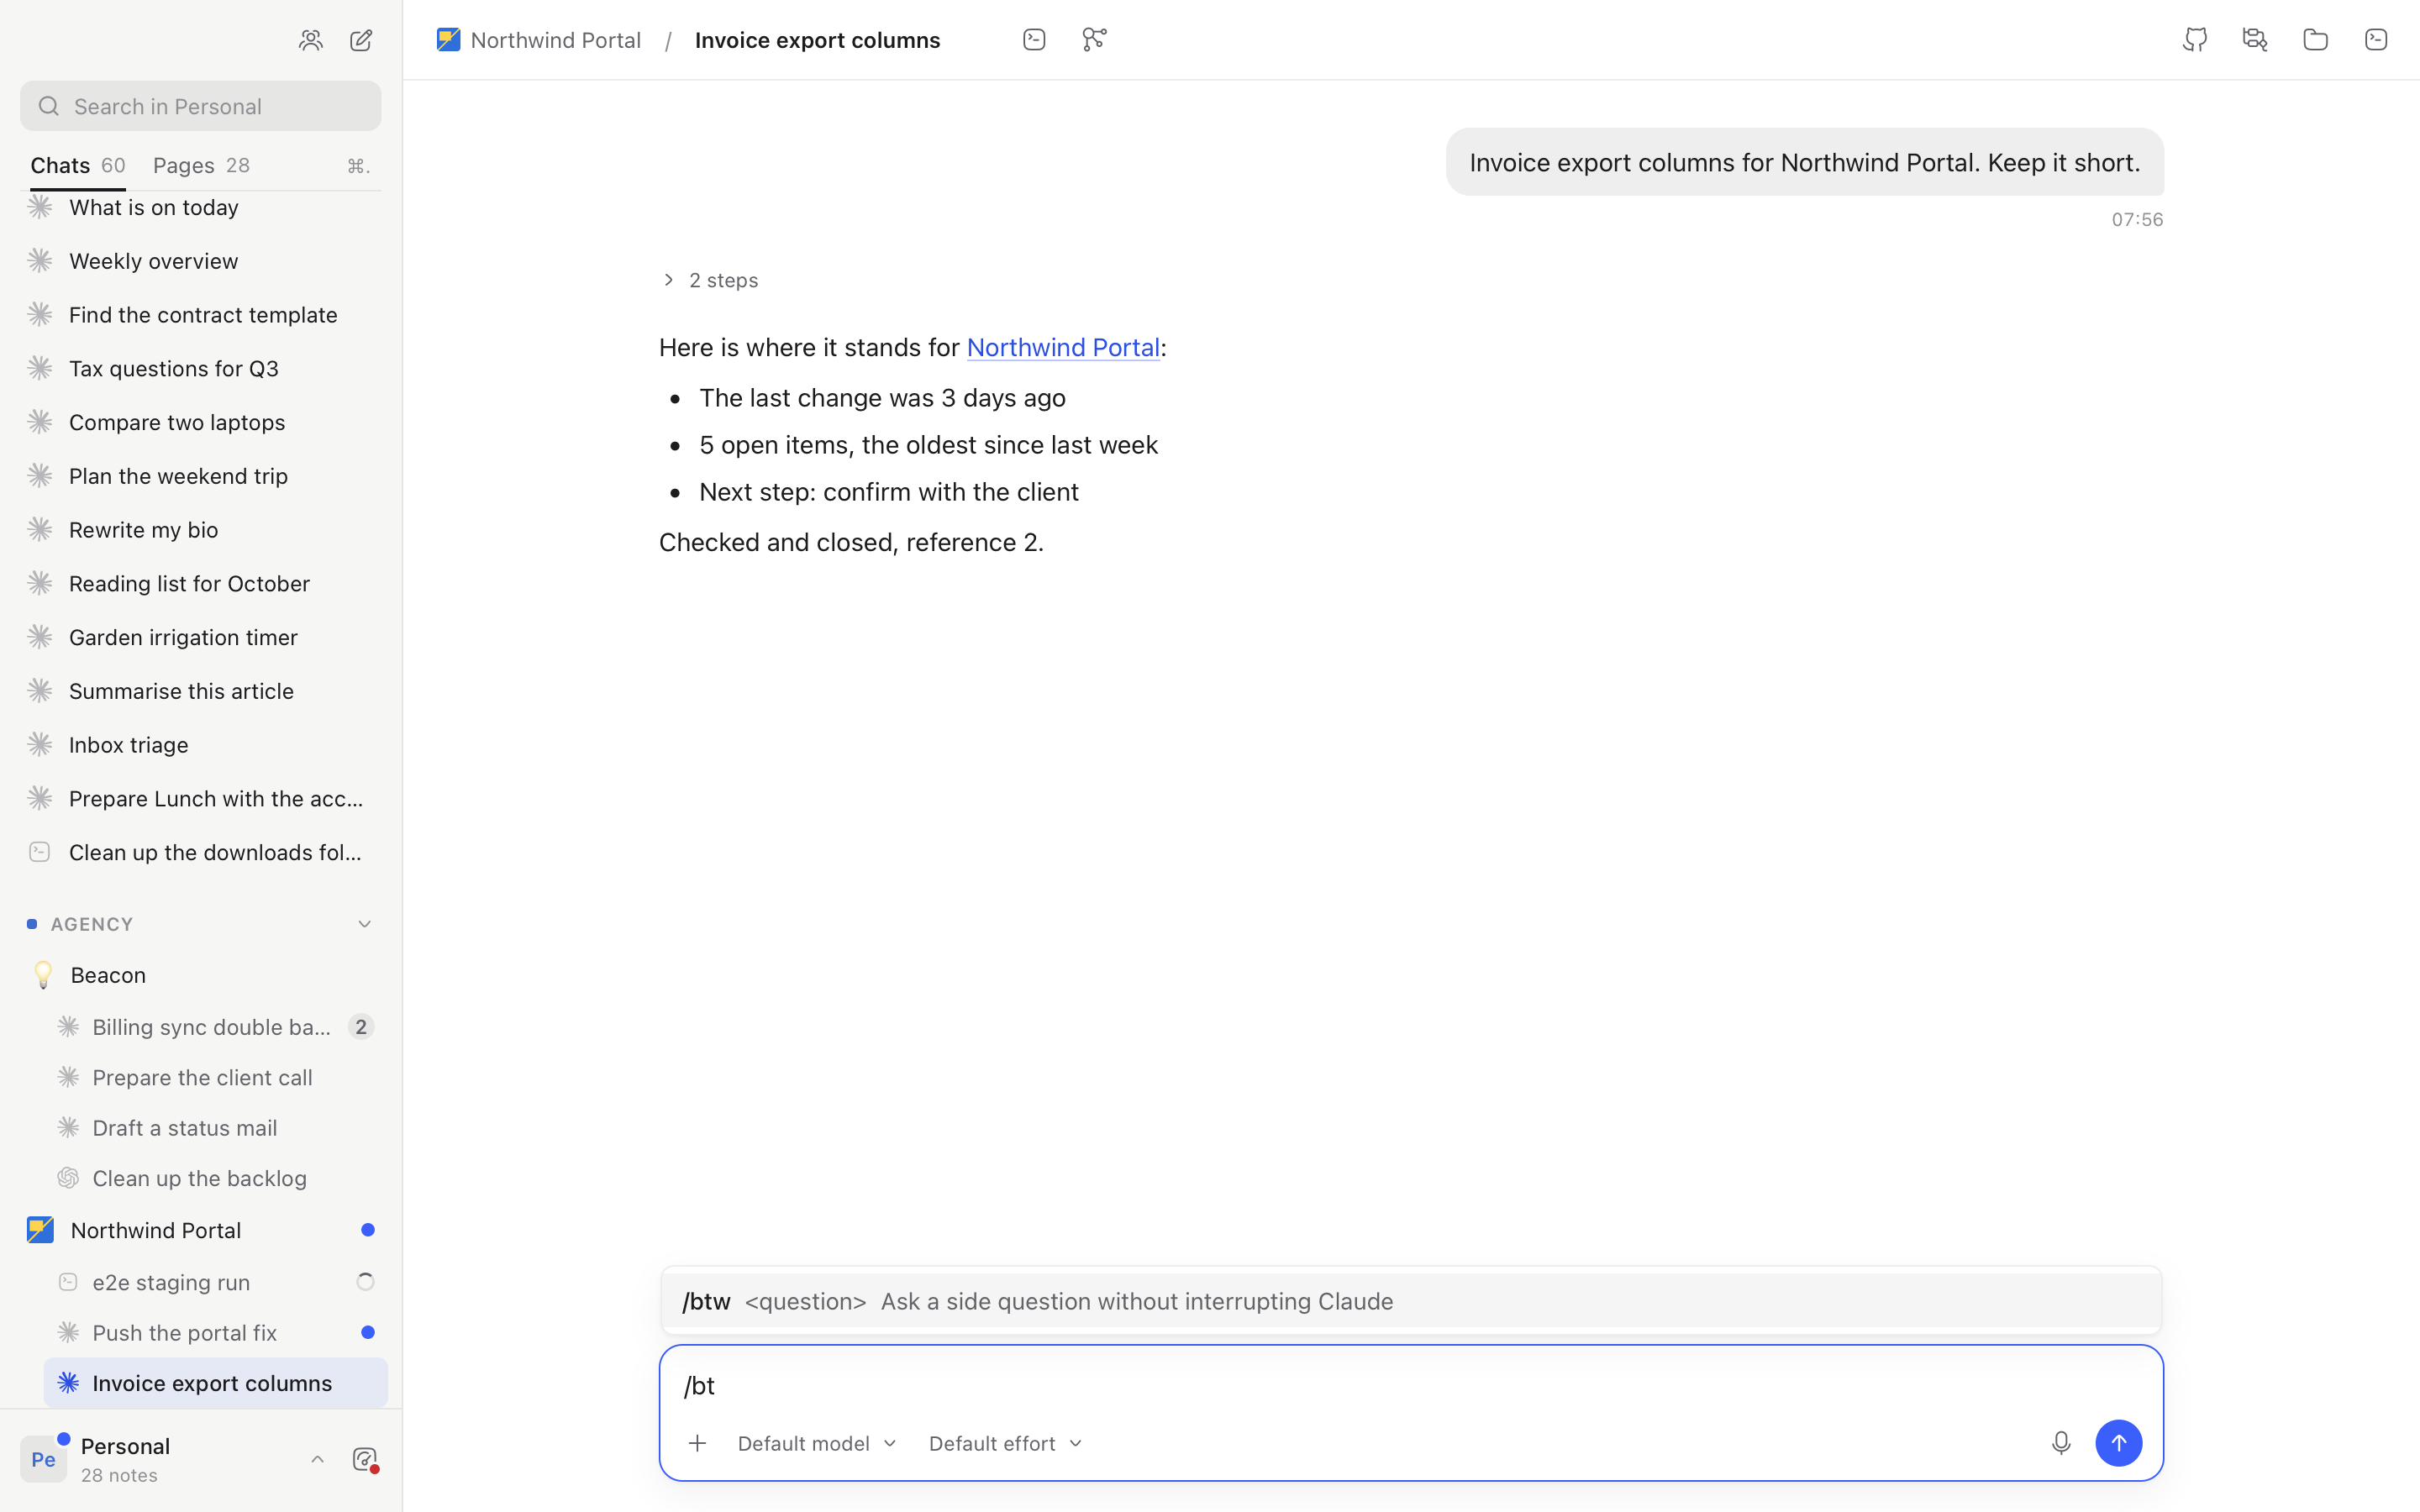 Search in Personal
Chats 60 Pages 28 ⌘.
What is on today
Weekly overview
Find the contract template
Tax questions for Q3
Compare two laptops
Plan the weekend trip
Rewrite my bio
Reading list for October
Garden irrigation timer
Summarise this article
Inbox triage
Prepare Lunch with the acc...
Clean up the downloads fol...
AGENCY
Beacon
Billing sync double ba... 2
Prepare the client call
Draft a status mail
Clean up the backlog
Northwind Portal
e2e staging run
Push the portal fix
Invoice export columns
Pe Personal
28 notes
Northwind Portal / Invoice export columns
Invoice export columns for Northwind Portal. Keep it short.
07:56
2 steps
Here is where it stands for Northwind Portal:
• The last change was 3 days ago
• 5 open items, the oldest since last week
• Next step: confirm with the client
Checked and closed, reference 2.
/btw <question> Ask a side question without interrupting Claude
/bt
Default model Default effort